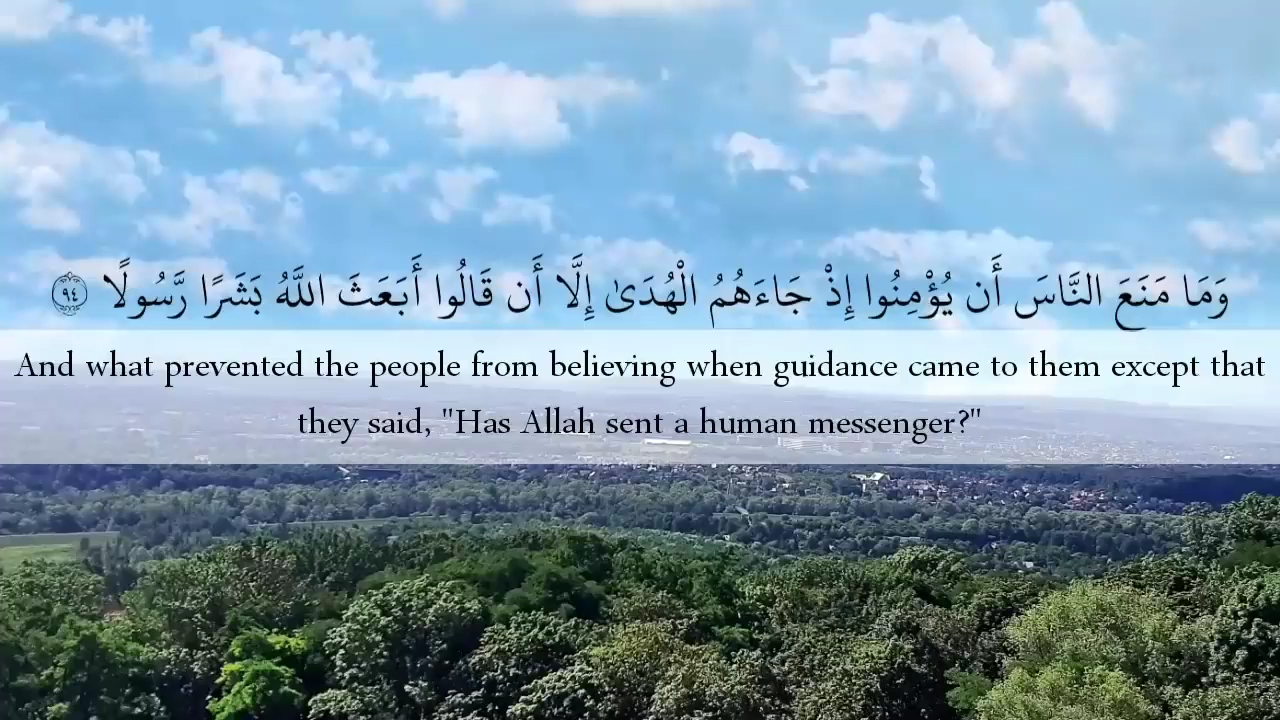 وَمَا مَنَعَ النَّاسَ أَن يُؤْمِنُوا إِذْ جَاءَهُمُ الْهُدَىٰ إِلَّا أَن قَالُوا أَبَعَثَ اللَّهُ بَشَرًا رَّسُولًا ٩٤
And what prevented the people from believing when guidance came to them except that
they said, "Has Allah sent a human messenger?"